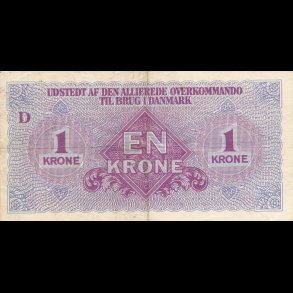 UDSTEDT AF DEN ALLIEREDE OVERKOMMANDO
TIL BRUG I DANMARK
D
1
KRONE
EN
KRONE
1
KRONE